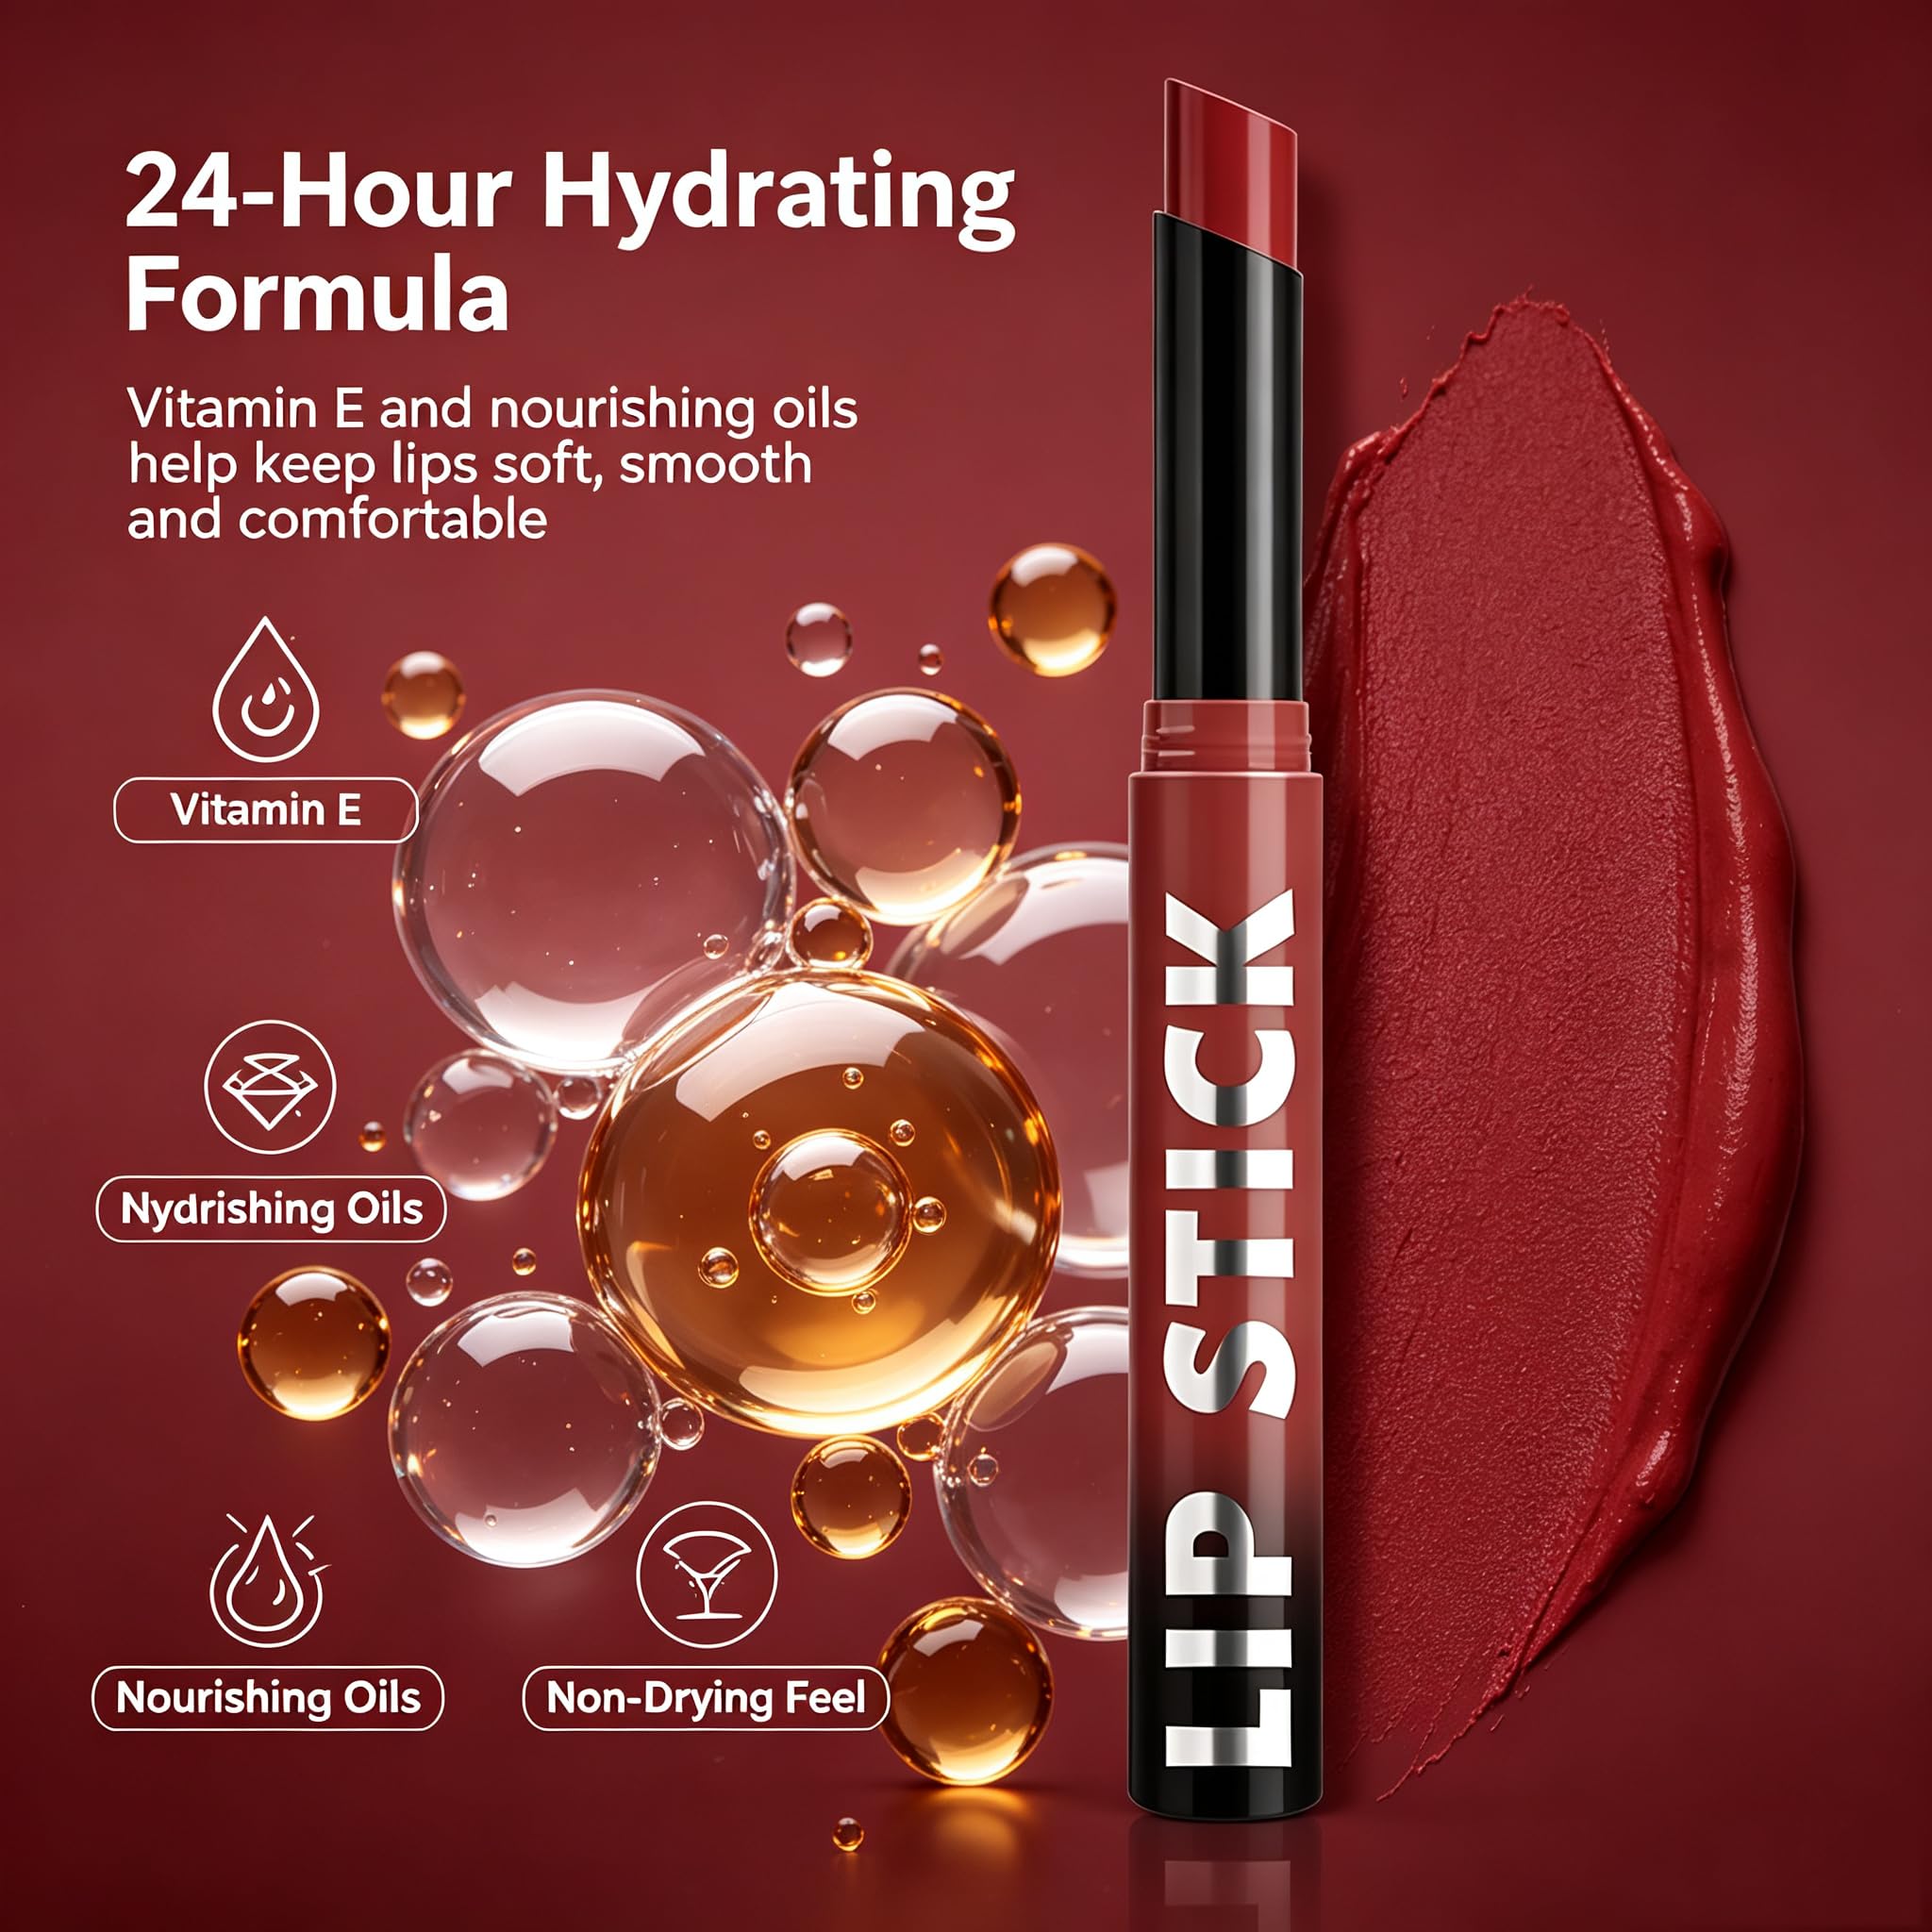 24-Hour Hydrating
Formula
Vitamin E and nourishing oils
help keep lips soft, smooth
and comfortable
Vitamin E
Nydrishing Oils
Nourishing Oils
Non-Drying Feel
LIP STICK